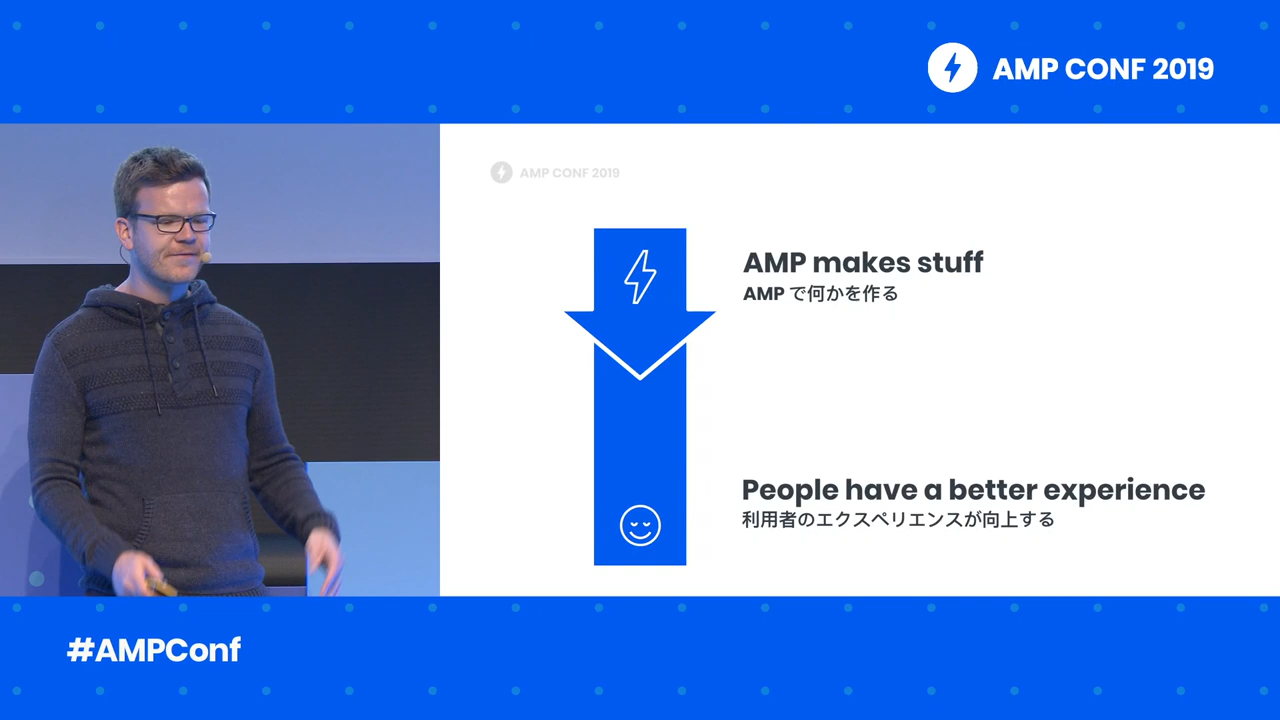 AMP CONF 2019
AMP CONF 2019
AMP makes stuff
AMP で何かを作る
People have a better experience
利用者のエクスペリエンスが向上する
#AMPConf